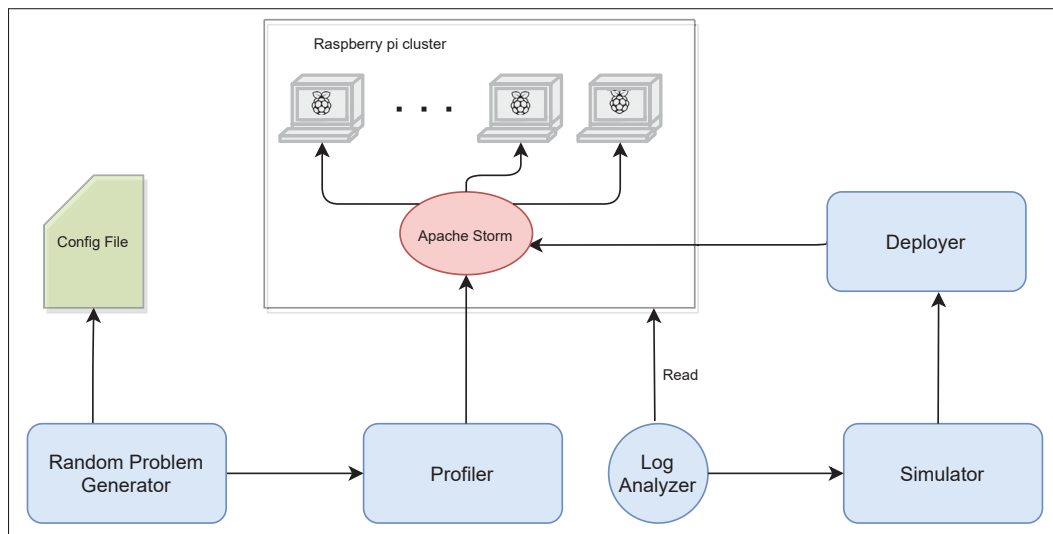 Raspberry pi cluster
. . .
Config File
Apache Storm
Deployer
Read
Random Problem
Generator
Profiler
Log
Analyzer
Simulator